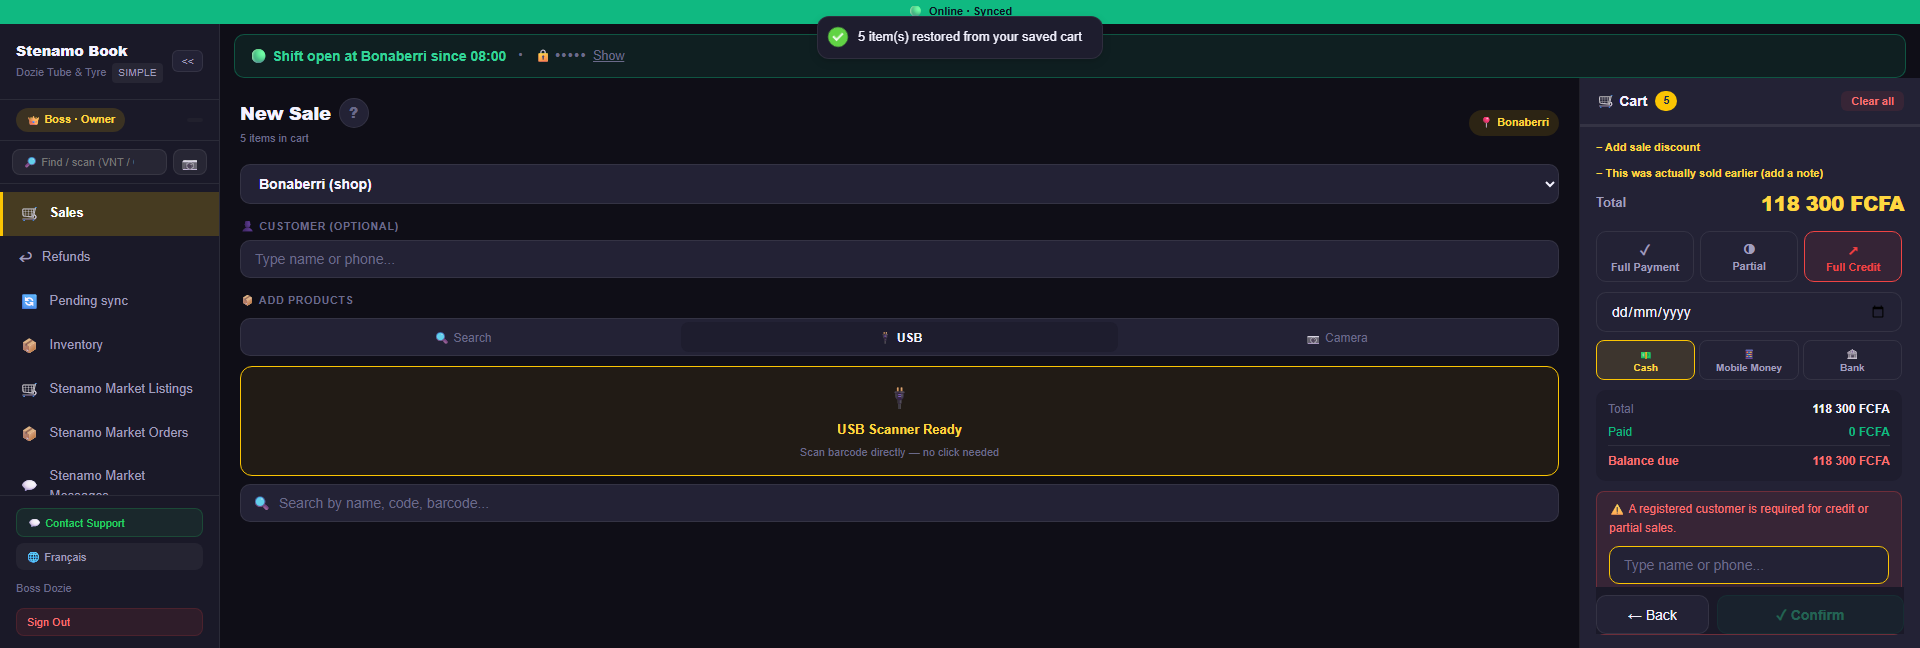 Online · Synced
5 item(s) restored from your saved cart
Stenamo Book
Dozie Tube & Tyre SIMPLE
<<
Boss · Owner
Find / scan (VNT /
Sales
Refunds
Pending sync
Inventory
Stenamo Market Listings
Stenamo Market Orders
Stenamo Market
Messages
Contact Support
Français
Boss Dozie
Sign Out
Shift open at Bonaberri since 08:00 • ••••• Show
New Sale ?
5 items in cart
Bonaberri
Bonaberri (shop)
CUSTOMER (OPTIONAL)
Type name or phone...
ADD PRODUCTS
Search
USB
Camera
USB Scanner Ready
Scan barcode directly — no click needed
Search by name, code, barcode...
Cart 5
Clear all
– Add sale discount
– This was actually sold earlier (add a note)
Total 118 300 FCFA
✓ Full Payment
Partial
↗ Full Credit
dd/mm/yyyy
Cash
Mobile Money
Bank
Total 118 300 FCFA
Paid 0 FCFA
Balance due 118 300 FCFA
A registered customer is required for credit or
partial sales.
Type name or phone...
← Back
✓ Confirm